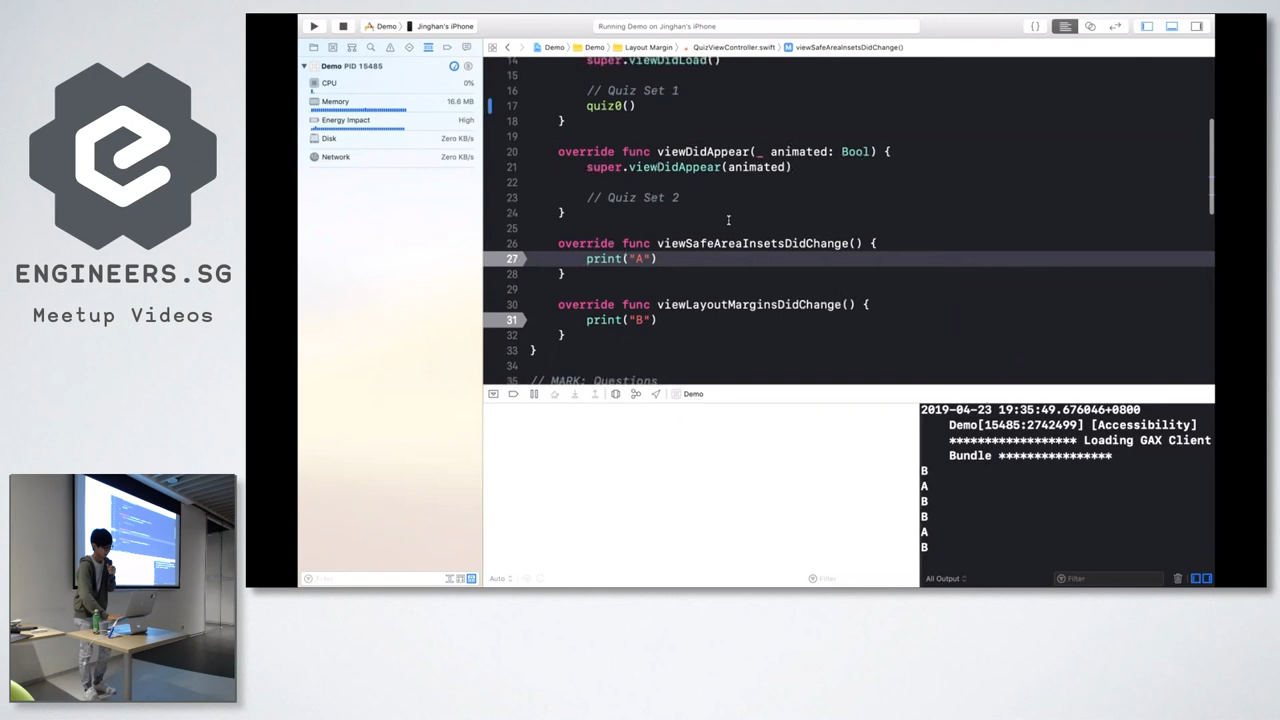 Demo
Jinghan's iPhone
Running Demo on Jinghan's iPhone
Demo PID 15485
CPU 0%
Memory 16.6 MB
Energy Impact High
Disk Zero KB/s
Network Zero KB/s
Demo Demo Layout Margin QuizViewController.swift M viewSafeAreaInsetsDidChange()
14 super.viewDidLoad()
15
16 // Quiz Set 1
17 quiz0()
18 }
19
20 override func viewDidAppear(_ animated: Bool) {
21 super.viewDidAppear(animated)
22
23 // Quiz Set 2
24 }
25
26 override func viewSafeAreaInsetsDidChange() {
27 print("A")
28 }
29
30 override func viewLayoutMarginsDidChange() {
31 print("B")
32 }
33 }
34
35 // MARK: Questions
Demo
2019-04-23 19:35:49.676046+0800
Demo[15485:2742499] [Accessibility]
****************** Loading GAX Client
Bundle ****************
B
A
B
B
A
B
Auto
Filter
All Output
Filter
ENGINEERS.SG
Meetup Videos